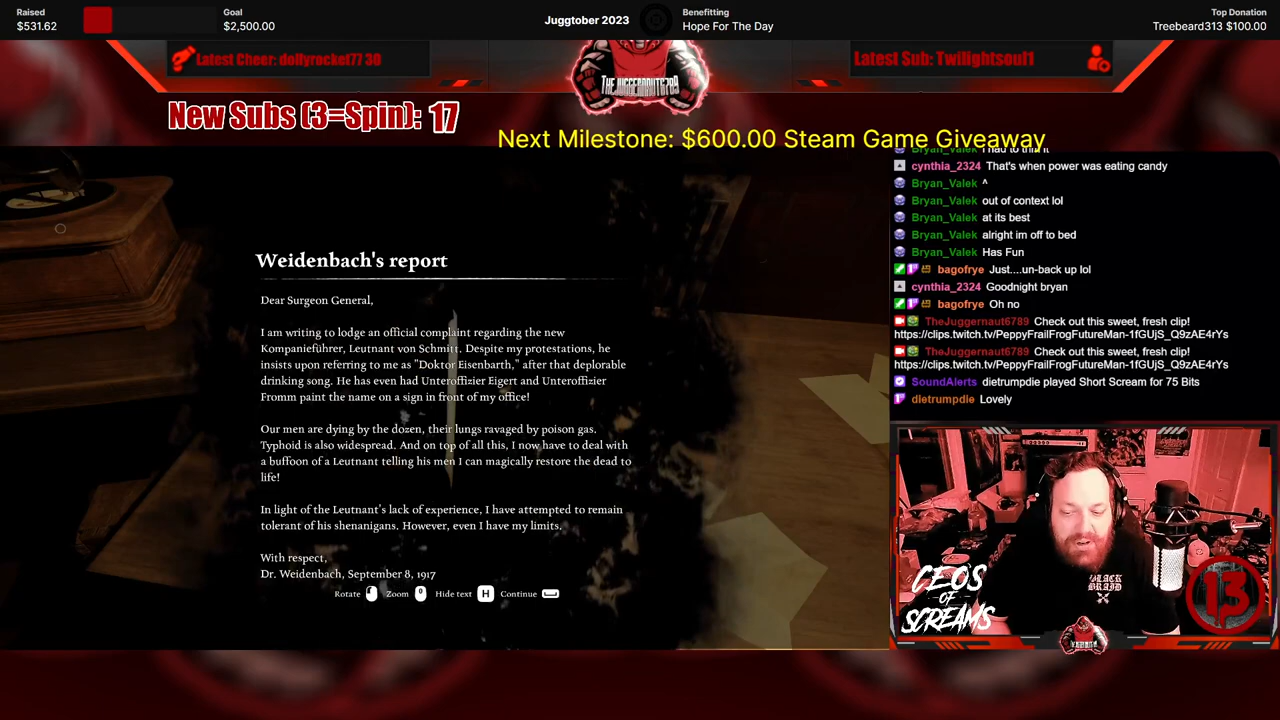 Raised
$531.62
Goal
$2,500.00
Juggtober 2023
Benefitting
Hope For The Day
Top Donation
Treebeard313 $100.00
Latest Cheer: dollyrocket77 30
THEJUGGERNAUT6789
Latest Sub: Twilightsoul1
New Subs (3=Spin): 17
Next Milestone: $600.00 Steam Game Giveaway
Bryan_Valek I had to thin it
cynthia_2324 That's when power was eating candy
Bryan_Valek ^
Bryan_Valek out of context lol
Bryan_Valek at its best
Bryan_Valek alright im off to bed
Bryan_Valek Has Fun
bagofrye Just....un-back up lol
cynthia_2324 Goodnight bryan
bagofrye Oh no
TheJuggernaut6789 Check out this sweet, fresh clip!
https://clips.twitch.tv/PeppyFrailFrogFutureMan-1fGUjS_Q9zAE4rYs
TheJuggernaut6789 Check out this sweet, fresh clip!
https://clips.twitch.tv/PeppyFrailFrogFutureMan-1fGUjS_Q9zAE4rYs
SoundAlerts dietrumpdie played Short Scream for 75 Bits
dietrumpdie Lovely
Weidenbach's report
Dear Surgeon General,
I am writing to lodge an official complaint regarding the new
Kompanieführer, Leutnant von Schmitt. Despite my protestations, he
insists upon referring to me as "Doktor Eisenbarth," after that deplorable
drinking song. He has even had Unteroffizier Eigert and Unteroffizier
Fromm paint the name on a sign in front of my office!
Our men are dying by the dozen, their lungs ravaged by poison gas.
Typhoid is also widespread. And on top of all this, I now have to deal with
a buffoon of a Leutnant telling his men I can magically restore the dead to
life!
In light of the Leutnant's lack of experience, I have attempted to remain
tolerant of his shenanigans. However, even I have my limits.
With respect,
Dr. Weidenbach, September 8, 1917
Rotate Zoom Hide text H Continue
CEOS
OF
SCREAMS
BLACK
BRAID
13